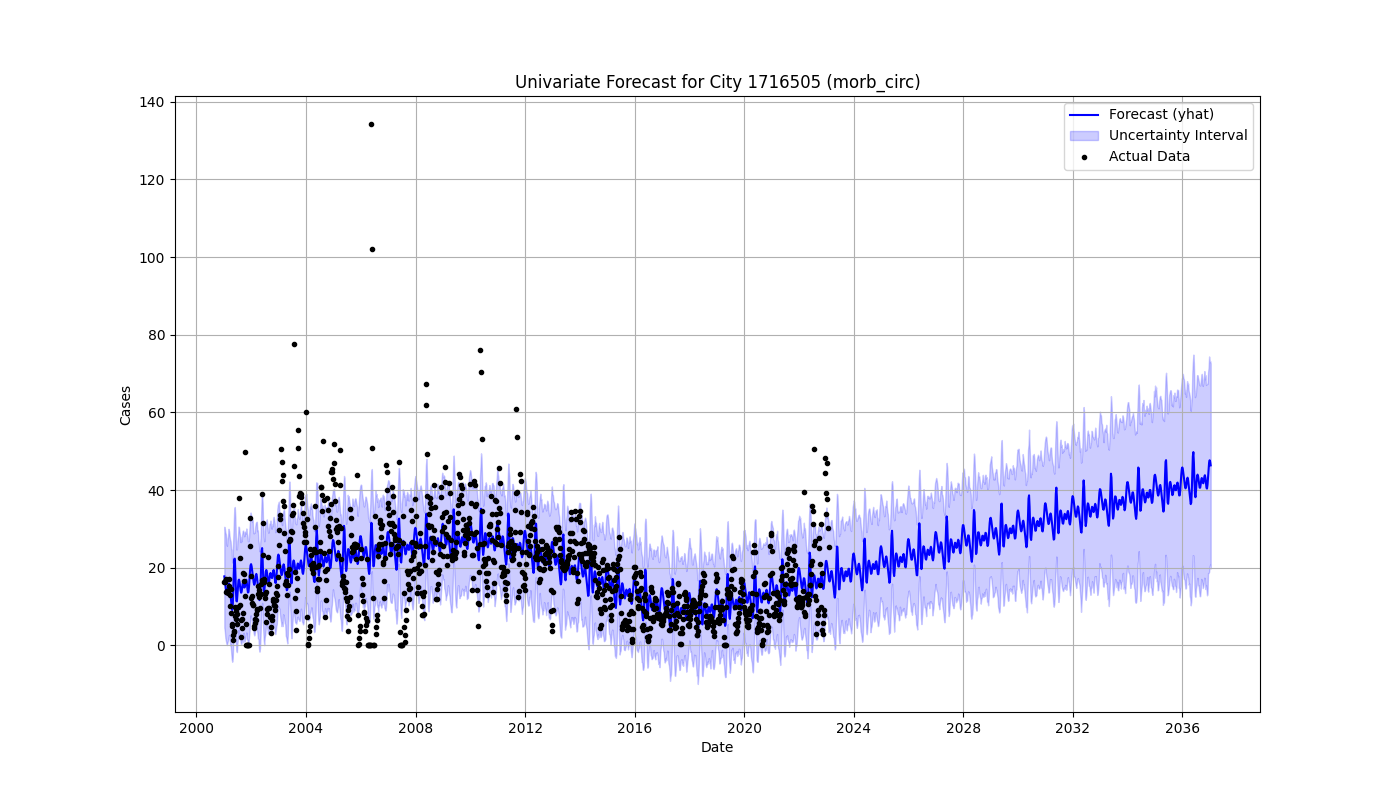 Univariate Forecast for City 1716505 (morb_circ)
Forecast (yhat)
Uncertainty Interval
Actual Data
140
120
100
80
60
40
20
0
Cases
2000 2004 2008 2012 2016 2020 2024 2028 2032 2036
Date